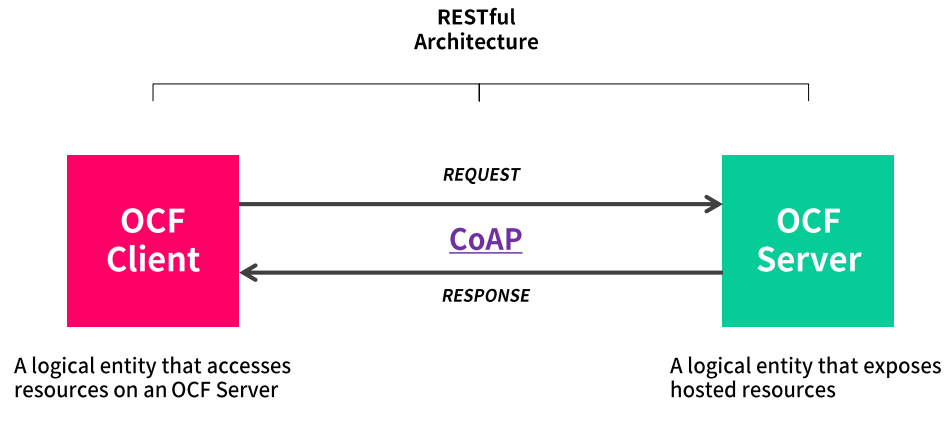 RESTful
Architecture
REQUEST
OCF
Client
CoAP
OCF
Server
RESPONSE
A logical entity that accesses
resources on an OCF Server
A logical entity that exposes
hosted resources